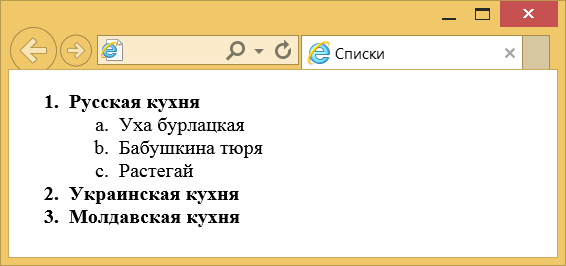 Списки
1. Русская кухня
a. Уха бурлацкая
b. Бабушкина тюря
c. Растегай
2. Украинская кухня
3. Молдавская кухня